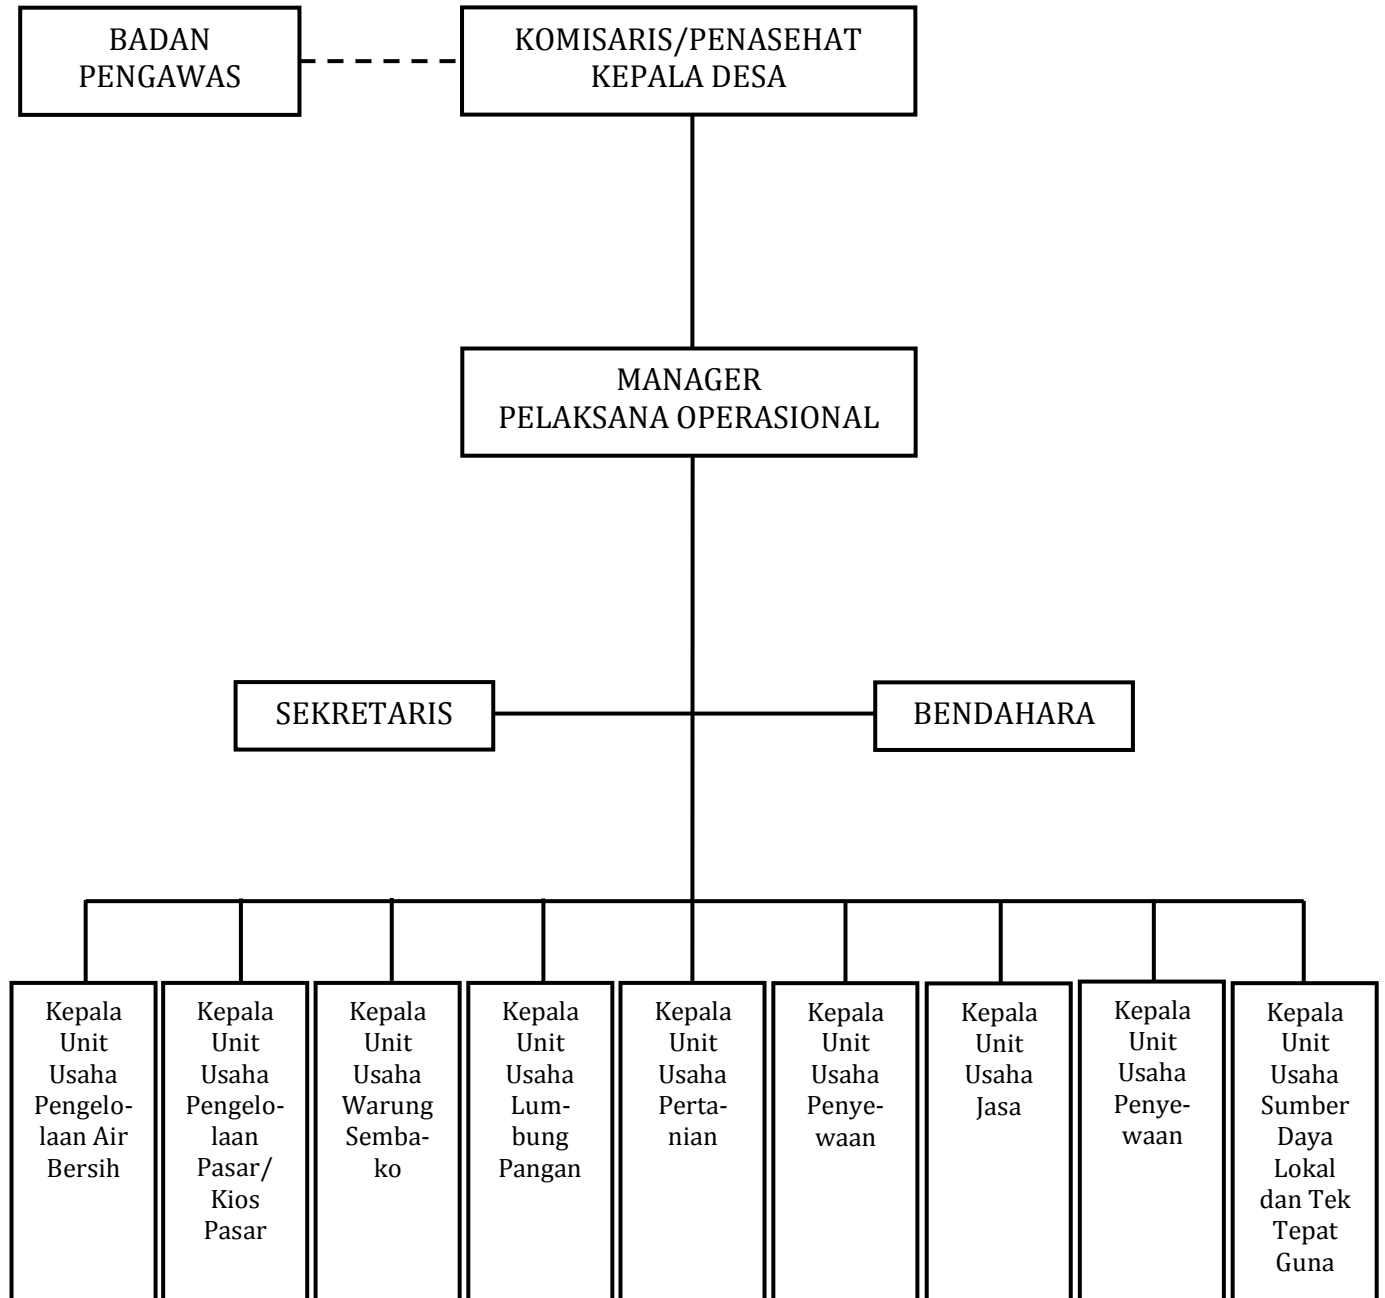 BADAN
PENGAWAS
KOMISARIS/PENASEHAT
KEPALA DESA
MANAGER
PELAKSANA OPERASIONAL
SEKRETARIS
BENDAHARA
Kepala
Unit
Usaha
Pengelo-
laan Air
Bersih
Kepala
Unit
Usaha
Pengelo-
laan
Pasar/
Kios
Pasar
Kepala
Unit
Usaha
Warung
Semba-
ko
Kepala
Unit
Usaha
Lum-
bung
Pangan
Kepala
Unit
Usaha
Perta-
nian
Kepala
Unit
Usaha
Penye-
waan
Kepala
Unit
Usaha
Jasa
Kepala
Unit
Usaha
Penye-
waan
Kepala
Unit
Usaha
Sumber
Daya
Lokal
dan Tek
Tepat
Guna